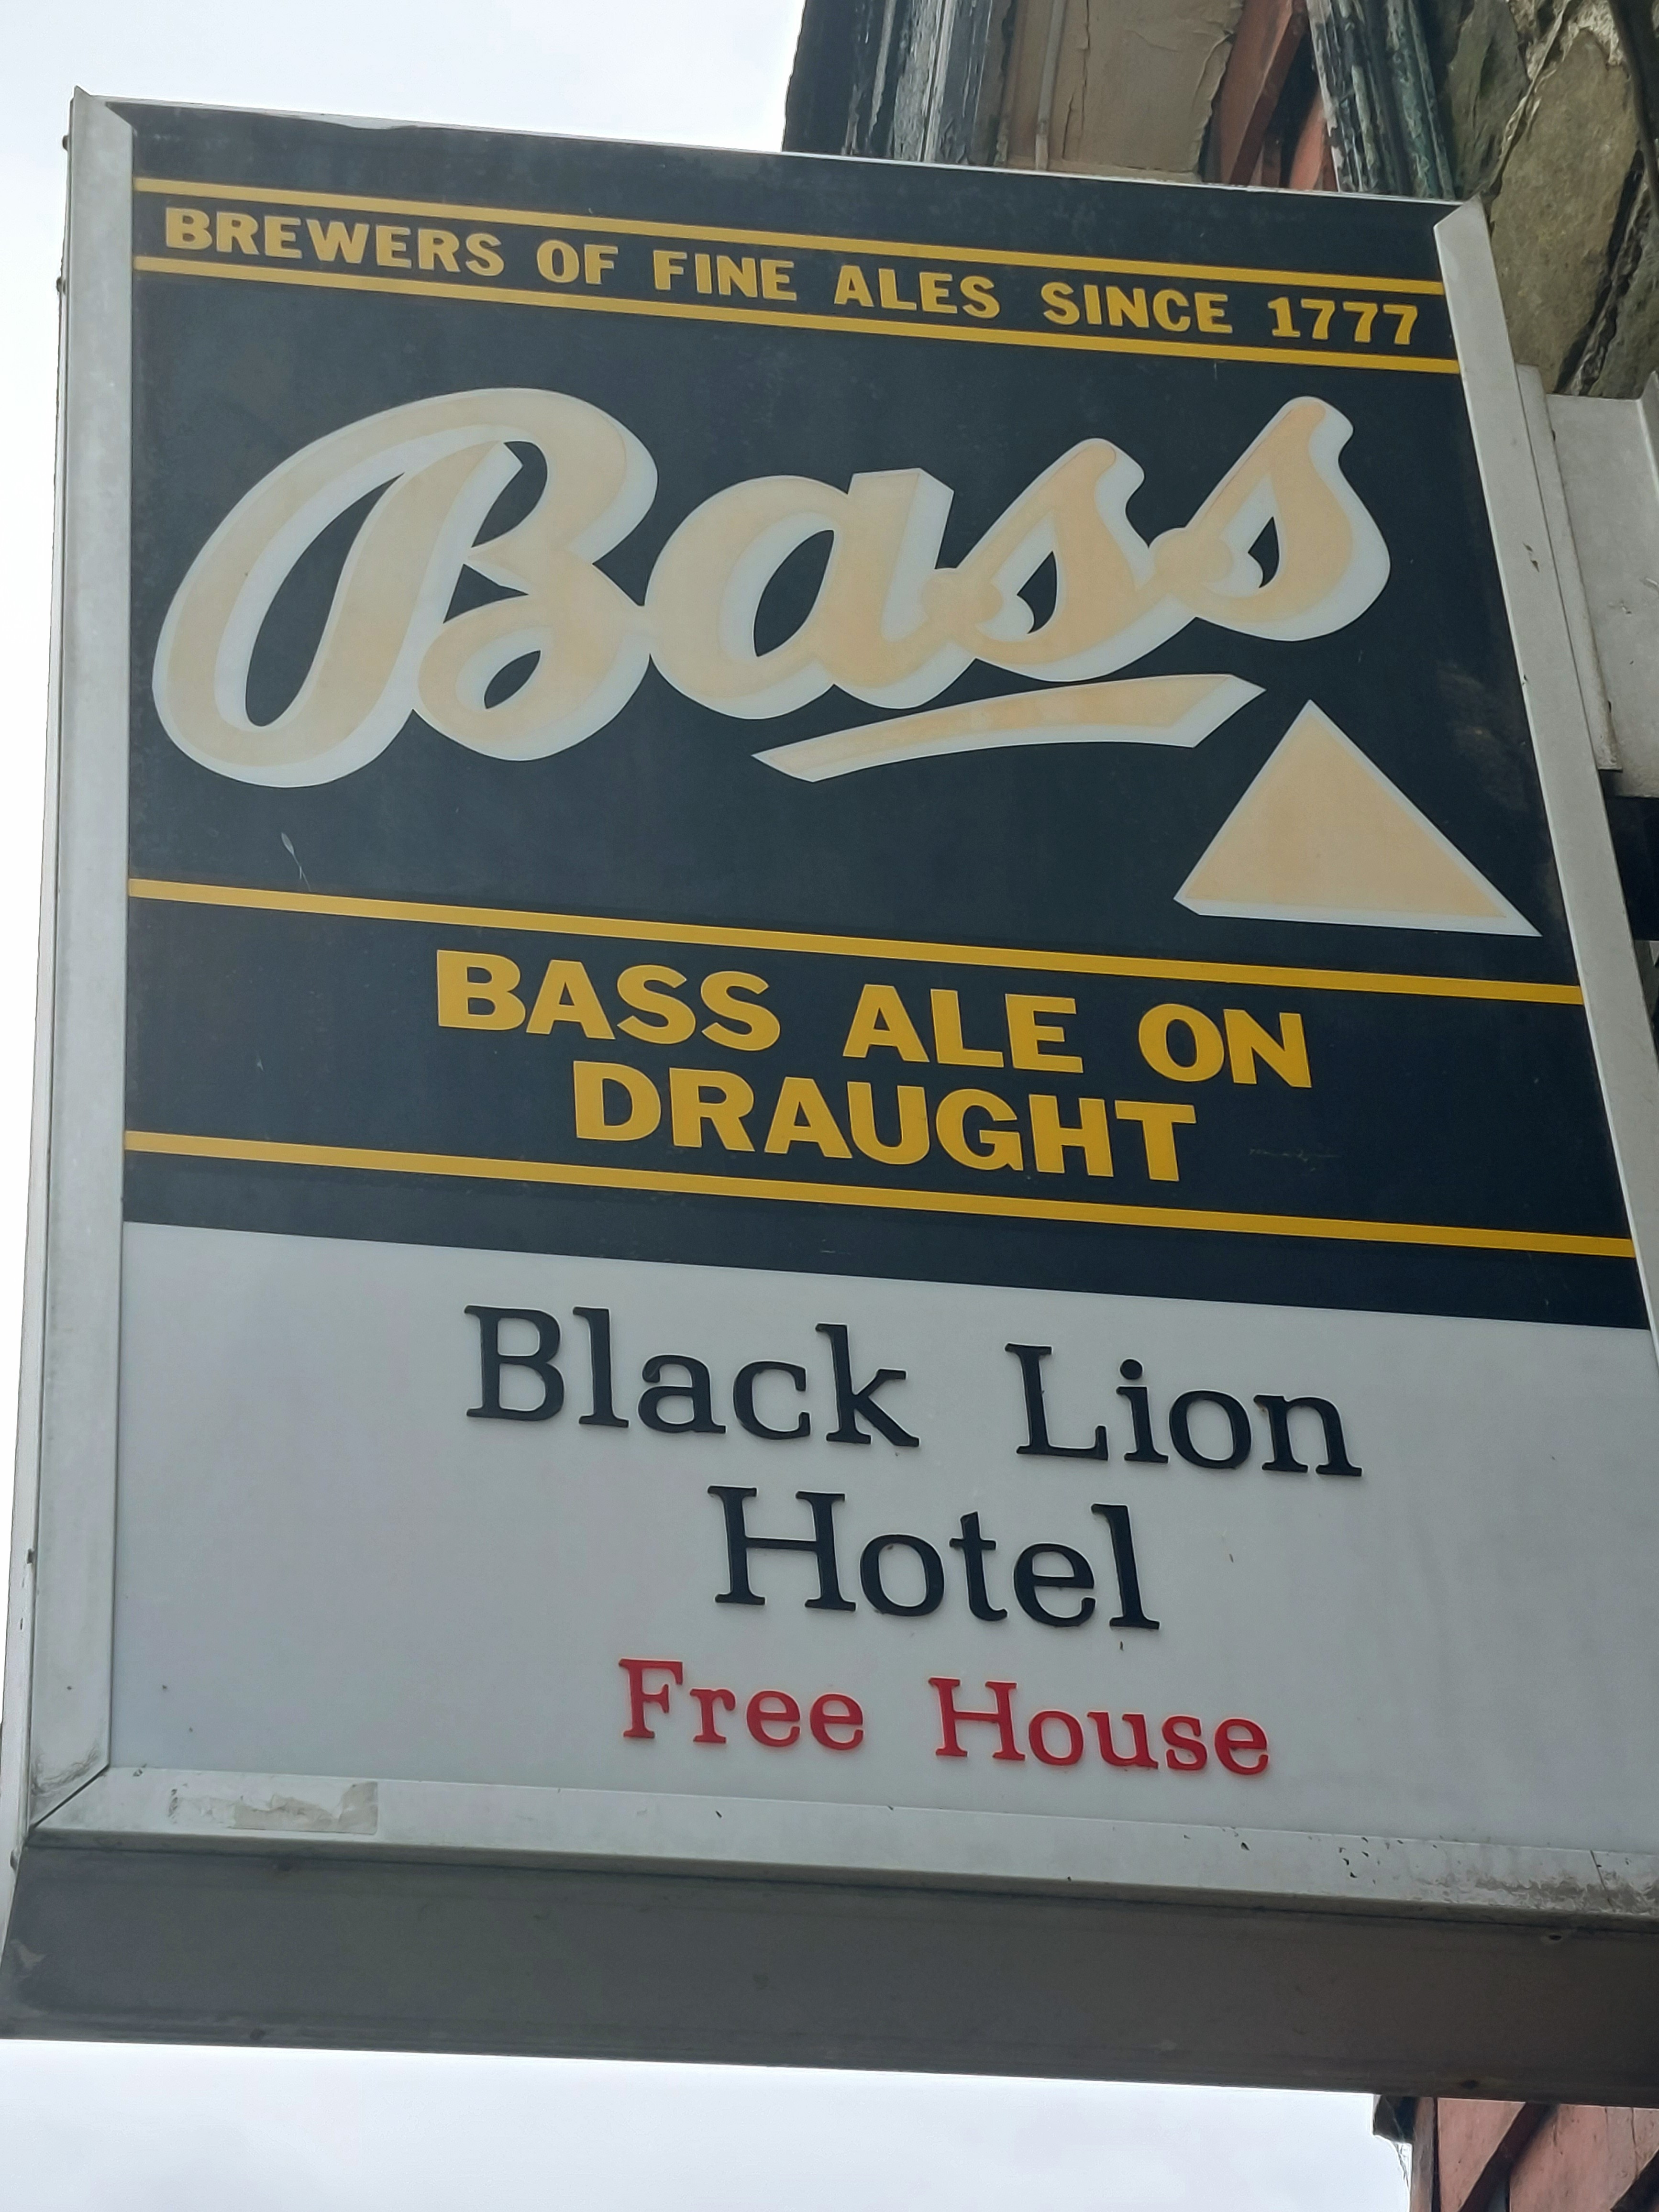 BREWERS OF FINE ALES SINCE 1777
Bass
BASS ALE ON
DRAUGHT
Black Lion
Hotel
Free House